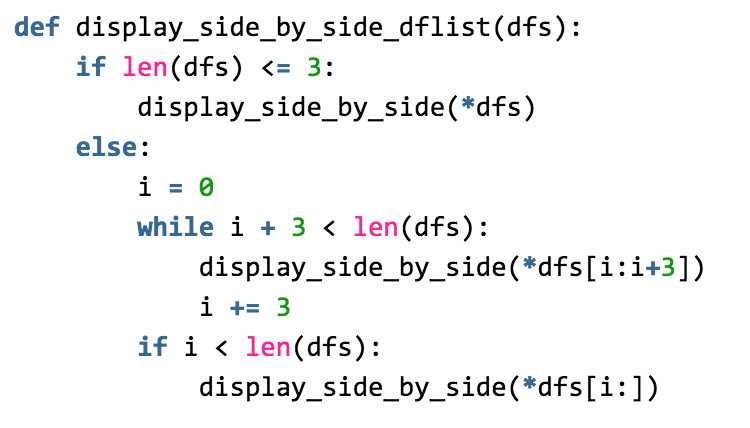 def display_side_by_side_dflist(dfs):
    if len(dfs) <= 3:
        display_side_by_side(*dfs)
    else:
        i = 0
        while i + 3 < len(dfs):
            display_side_by_side(*dfs[i:i+3])
            i += 3
        if i < len(dfs):
            display_side_by_side(*dfs[i:])